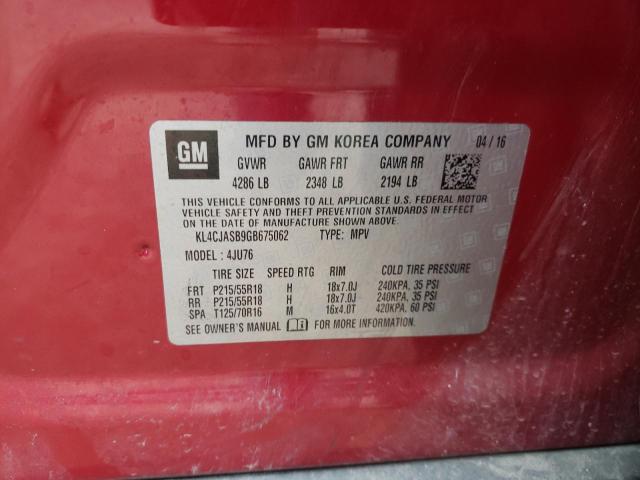 GM MFD BY GM KOREA COMPANY 04 / 16
GVWR GAWR FRT GAWR RR
4286 LB 2348 LB 2194 LB
THIS VEHICLE CONFORMS TO ALL APPLICABLE U.S. FEDERAL MOTOR
VEHICLE SAFETY AND THEFT PREVENTION STANDARDS IN EFFECT
ON THE DATE OF MANUFACTURE SHOWN ABOVE.
KL4CJASB9GB675062 TYPE: MPV
MODEL : 4JU76
TIRE SIZE SPEED RTG RIM COLD TIRE PRESSURE
FRT P215/55R18 H 18x7.0J 240KPA, 35 PSI
RR P215/55R18 H 18x7.0J 240KPA, 35 PSI
SPA T125/70R16 M 16x4.0T 420KPA, 60 PSI
SEE OWNER'S MANUAL FOR MORE INFORMATION.